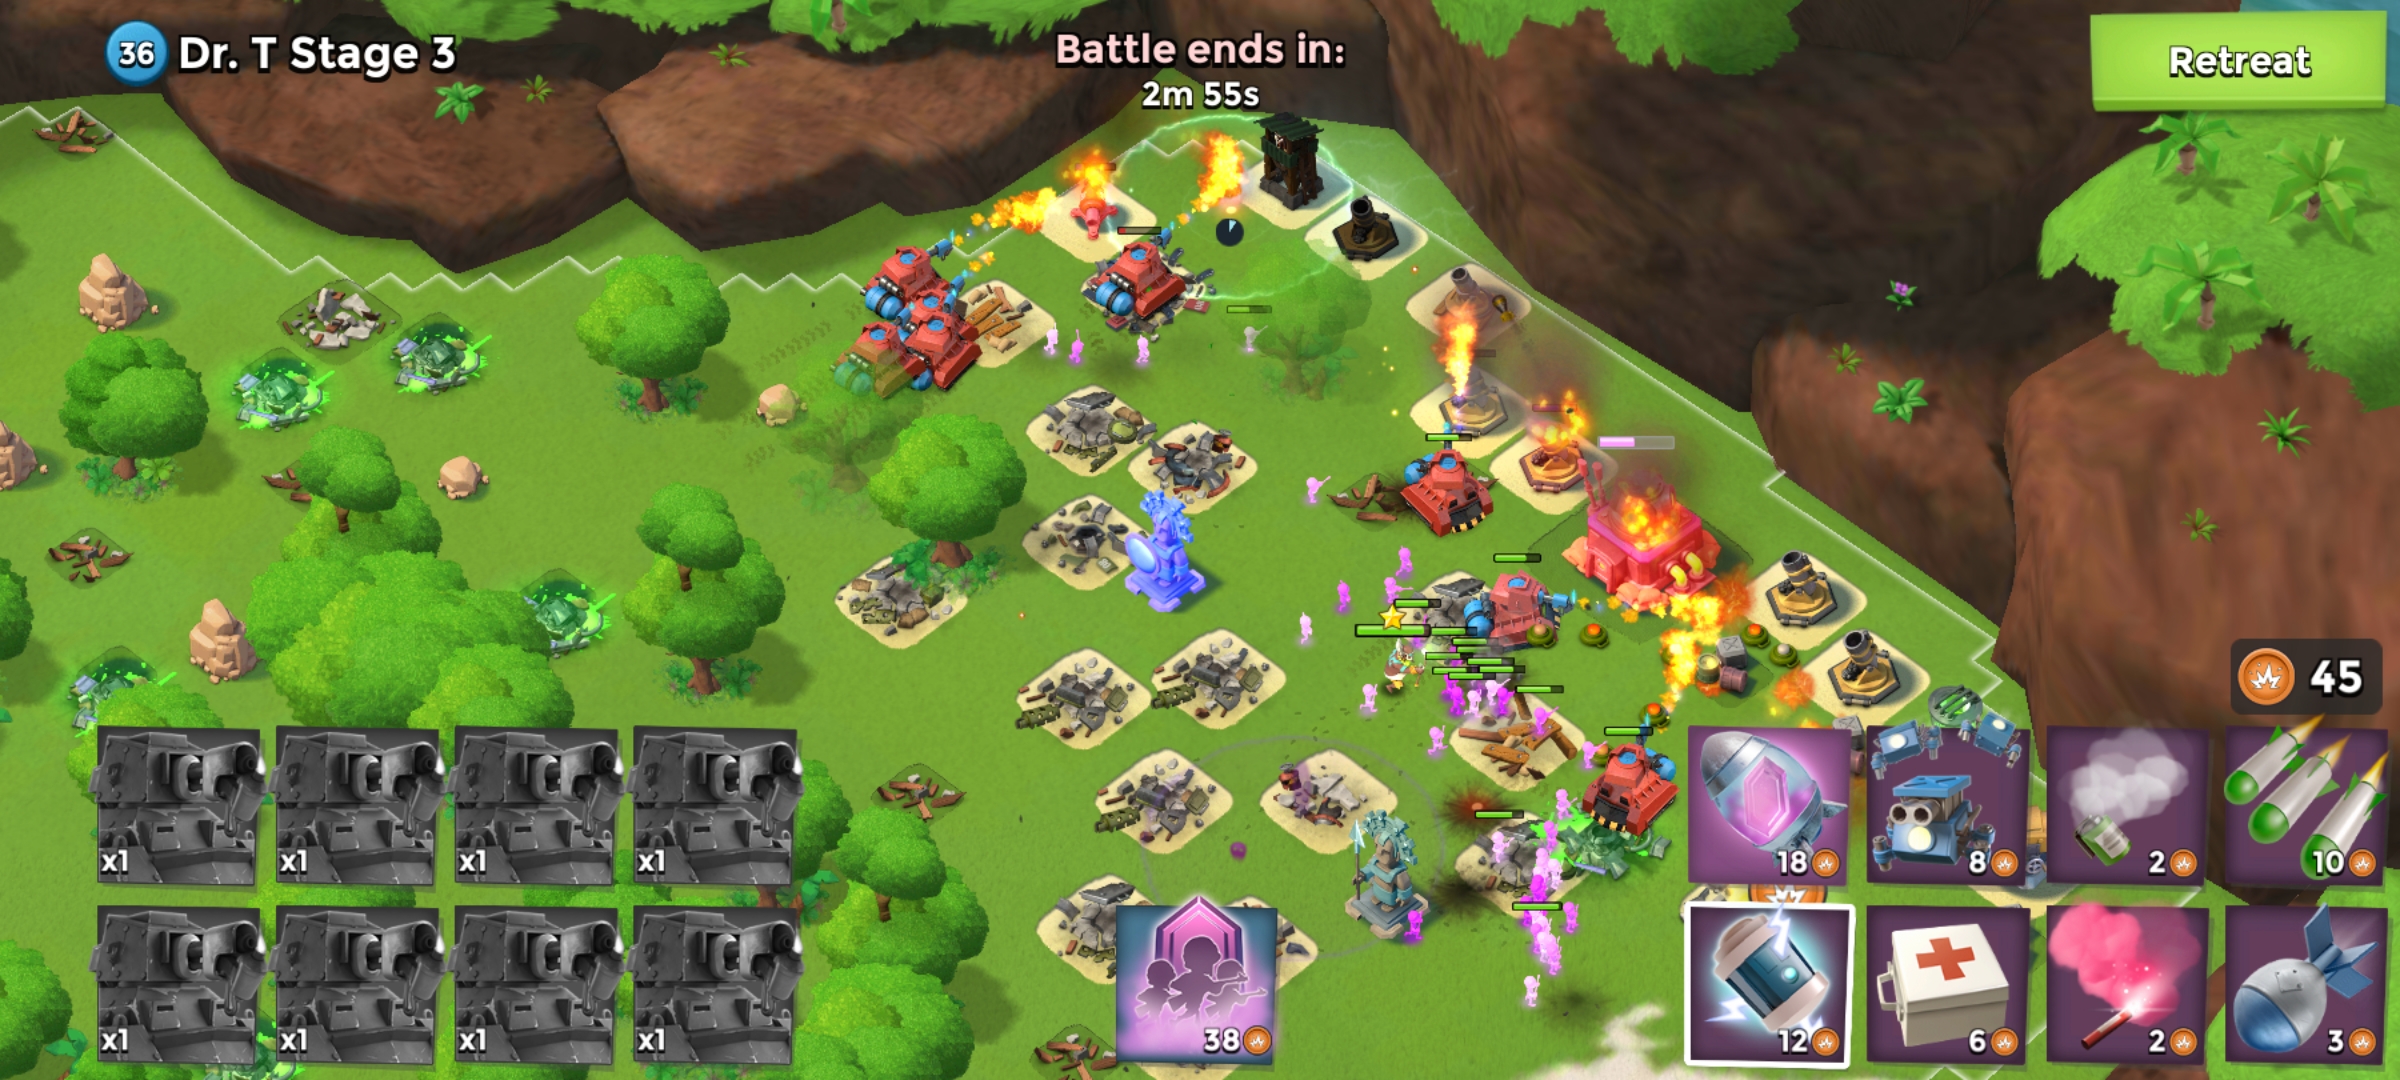 36 Dr. T Stage 3
Battle ends in:
2m 55s
Retreat
45
x1 x1 x1 x1
18 8 2 10
x1 x1 x1 x1
38
12 6 2 3